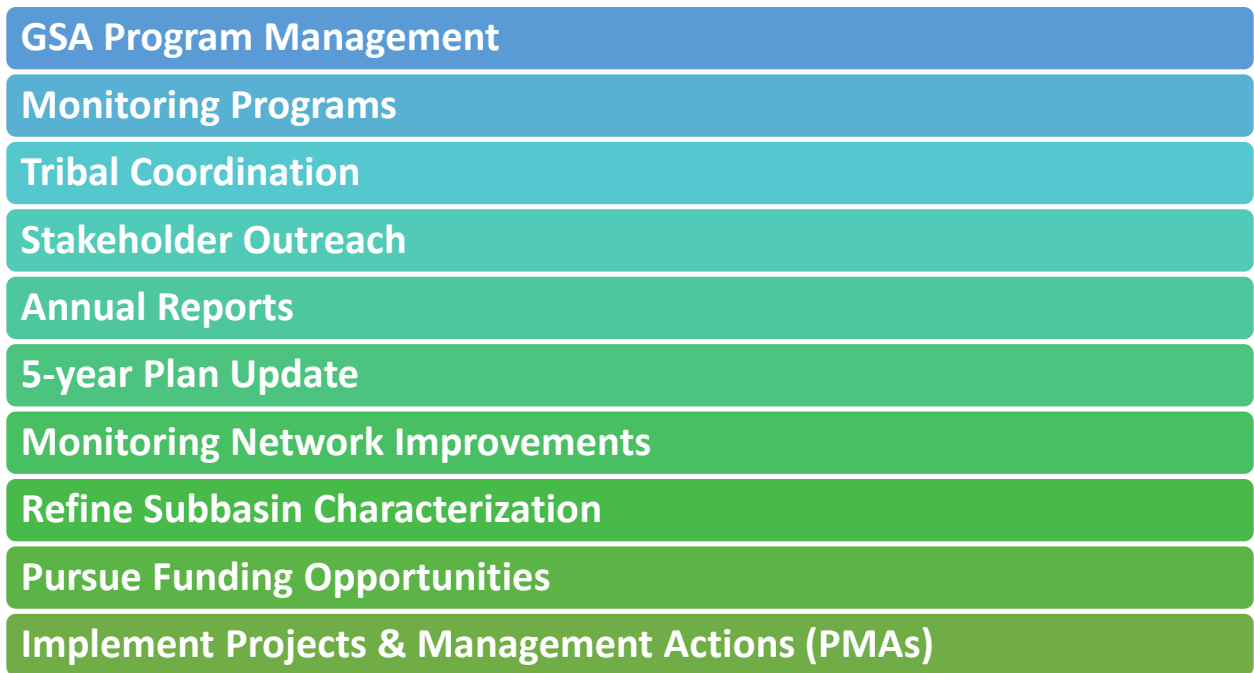 GSA Program Management
Monitoring Programs
Tribal Coordination
Stakeholder Outreach
Annual Reports
5-year Plan Update
Monitoring Network Improvements
Refine Subbasin Characterization
Pursue Funding Opportunities
Implement Projects & Management Actions (PMAs)